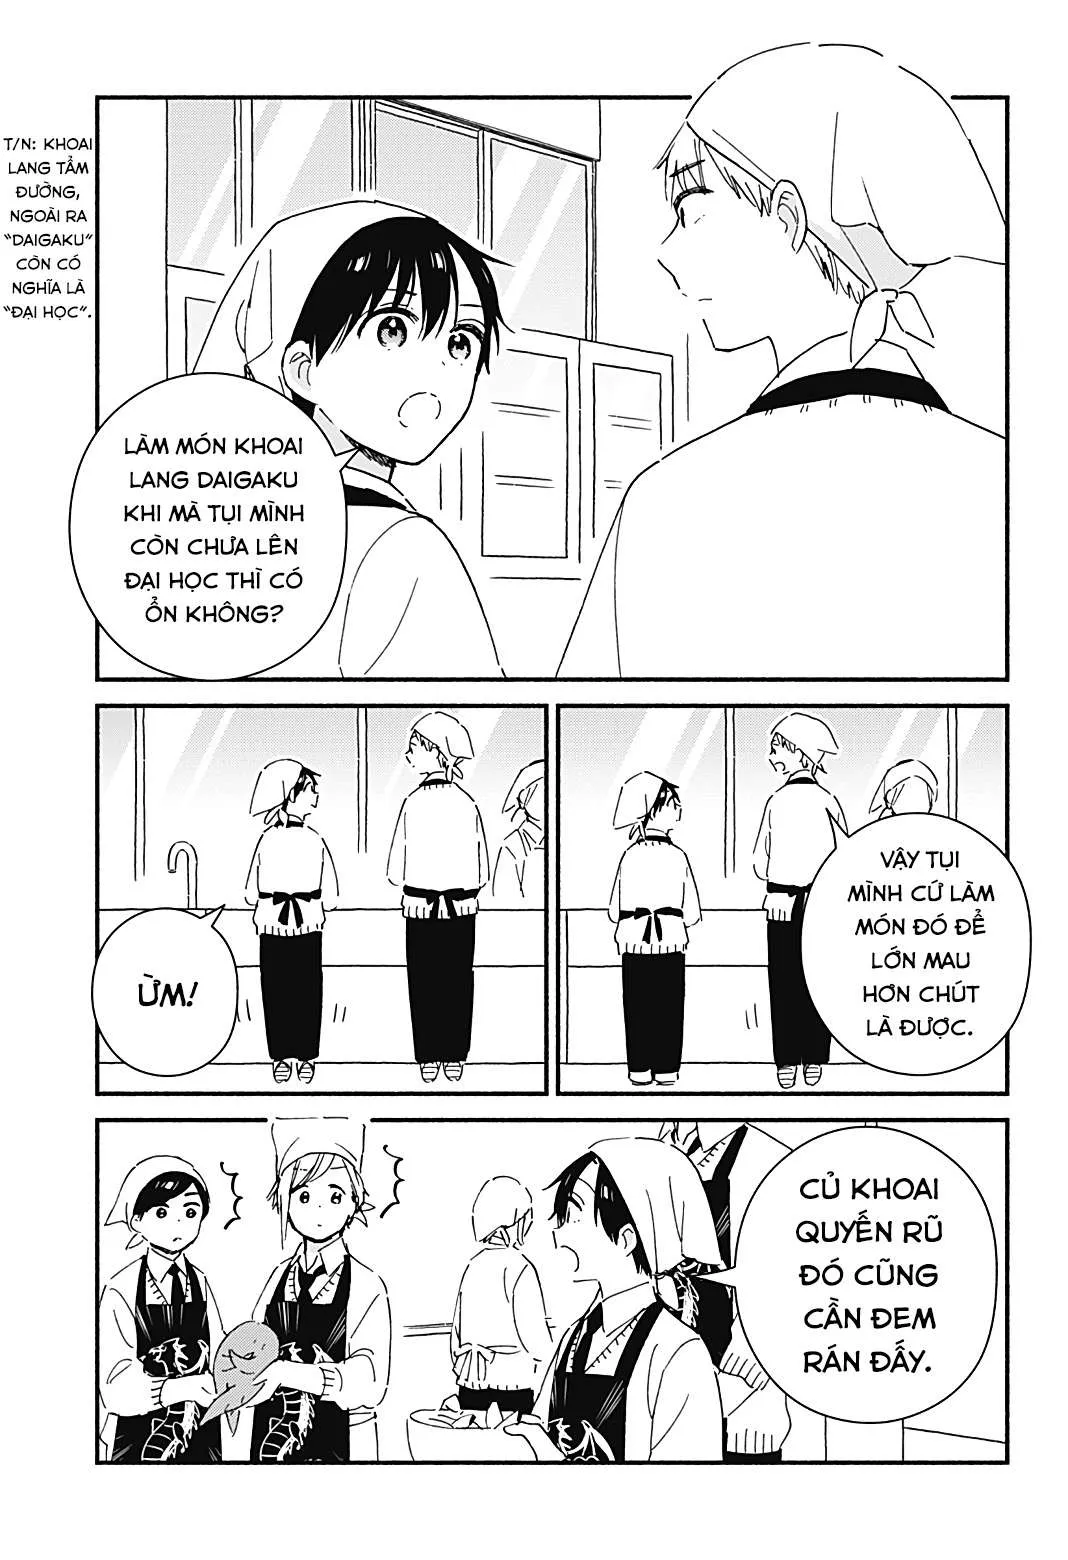 T/N: KHOAI
LANG TẨM
ĐƯỜNG,
NGOÀI RA
"DAIGAKU"
CÒN CÓ
NGHĨA LÀ
"ĐẠI HỌC".
LÀM MÓN KHOAI
LANG DAIGAKU
KHI MÀ TỤI MÌNH
CÒN CHƯA LÊN
ĐẠI HỌC THÌ CÓ
ỔN KHÔNG?
VẬY TỤI
MÌNH CỨ LÀM
MÓN ĐÓ ĐỂ
LỚN MAU
HƠN CHÚT
LÀ ĐƯỢC.
ỪM!
CỦ KHOAI
QUYẾN RŨ
ĐÓ CŨNG
CẦN ĐEM
RÁN ĐẤY.